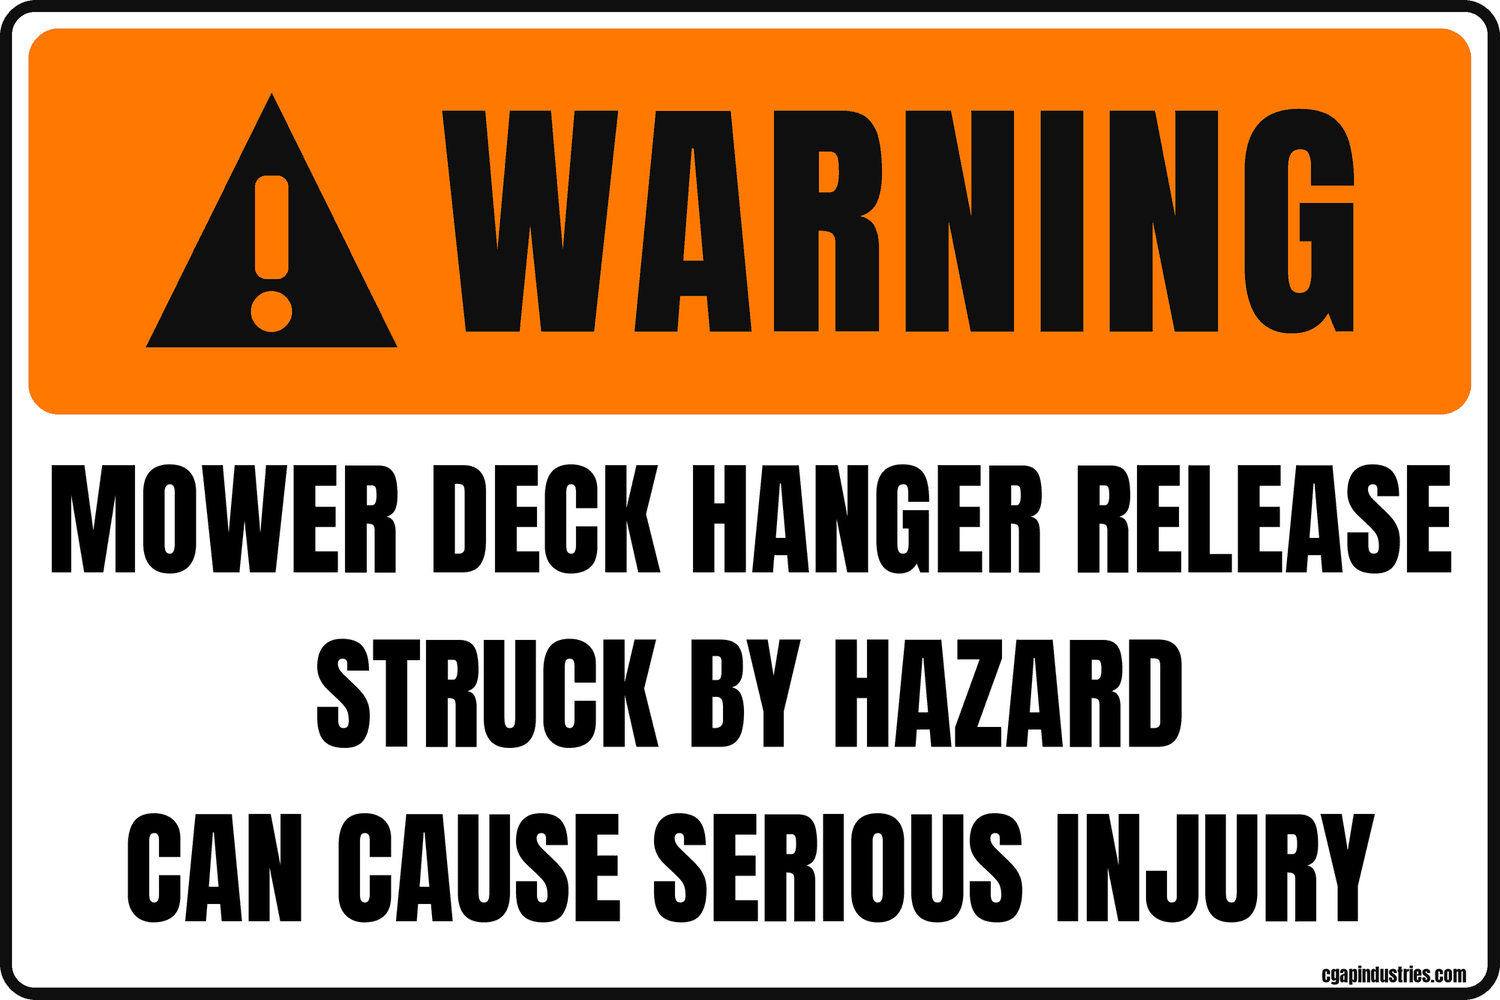 WARNING
MOWER DECK HANGER RELEASE
STRUCK BY HAZARD
CAN CAUSE SERIOUS INJURY
cgapindustries.com